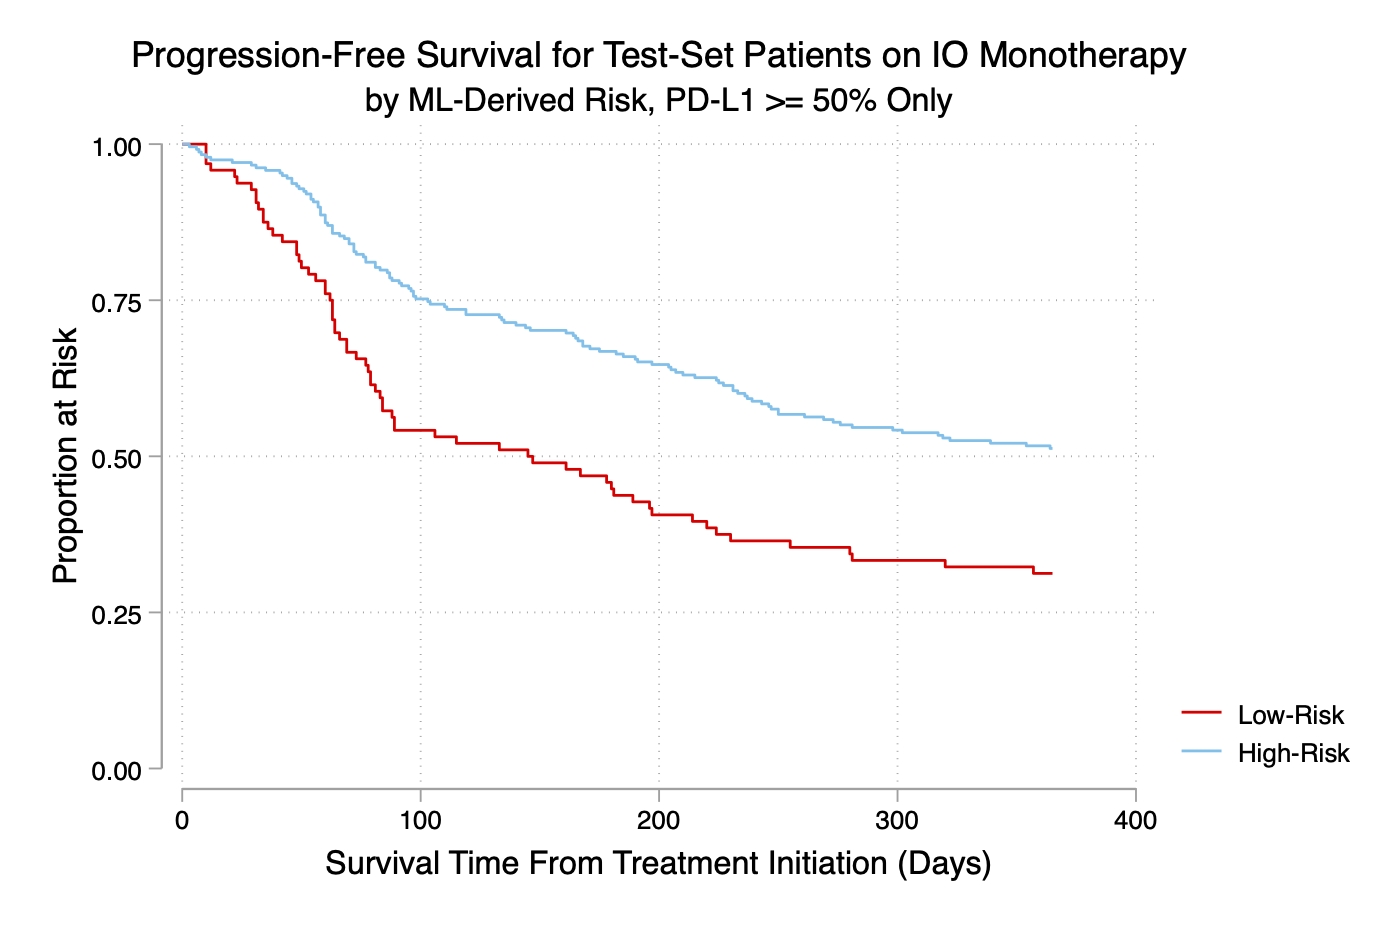 Progression-Free Survival for Test-Set Patients on IO Monotherapy
by ML-Derived Risk, PD-L1 >= 50% Only
Proportion at Risk
1.00
0.75
0.50
0.25
0.00
0 100 200 300 400
Survival Time From Treatment Initiation (Days)
Low-Risk
High-Risk